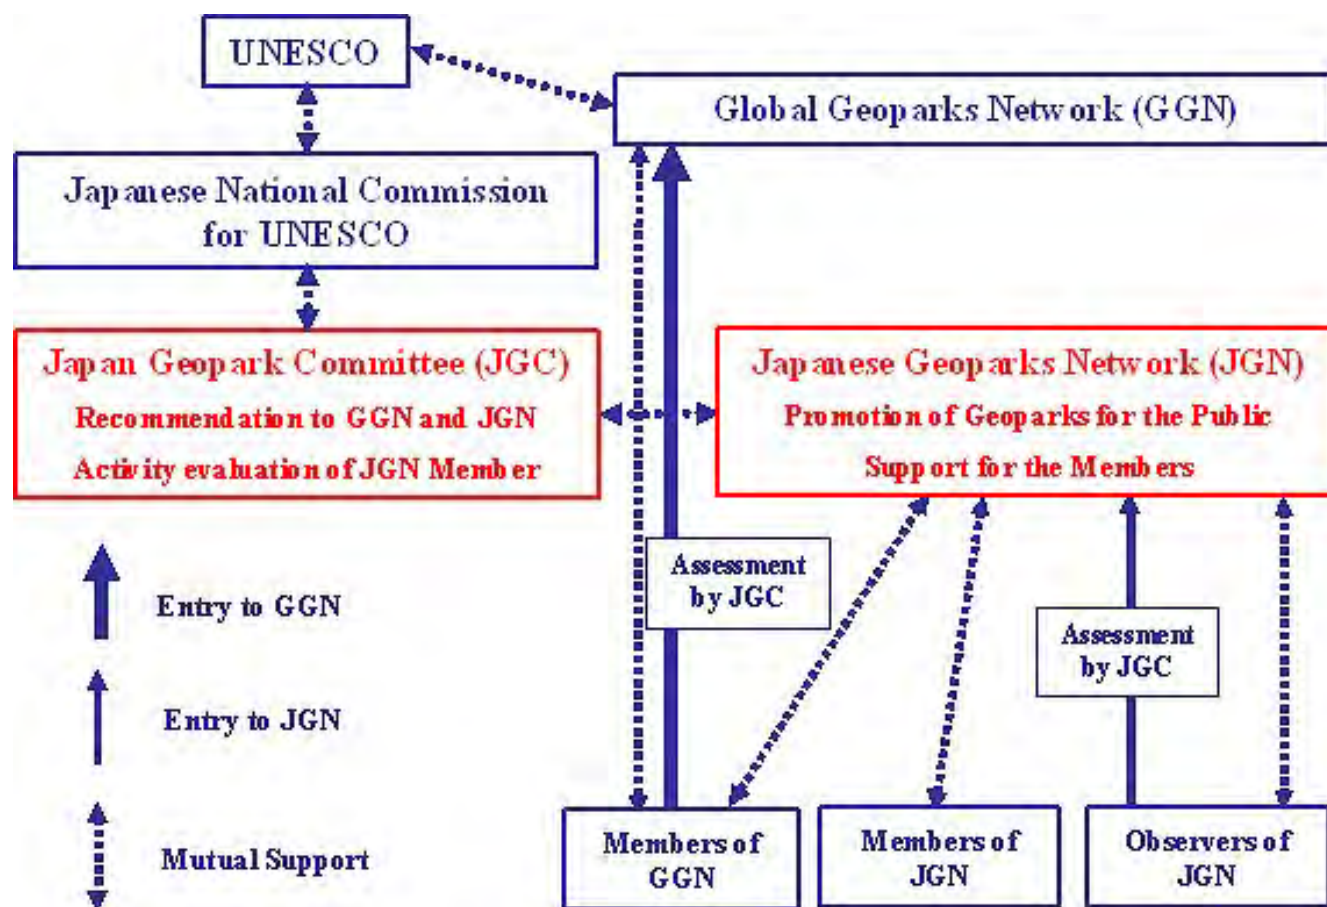 UNESCO
Global Geoparks Network (GGN)
Japanese National Commission
for UNESCO
Japan Geopark Committee (JGC)
Recommendation to GGN and JGN
Activity evaluation of JGN Member
Japanese Geoparks Network (JGN)
Promotion of Geoparks for the Public
Support for the Members
Assessment
by JGC
Assessment
by JGC
Entry to GGN
Entry to JGN
Mutual Support
Members of
GGN
Members of
JGN
Observers of
JGN